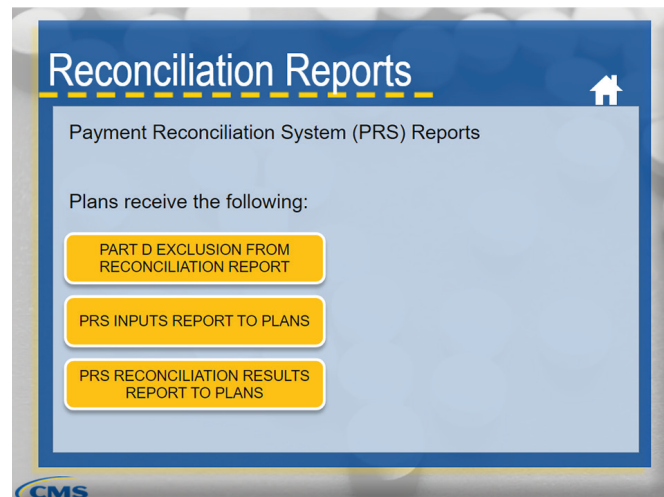 Reconciliation Reports
Payment Reconciliation System (PRS) Reports
Plans receive the following:
PART D EXCLUSION FROM
RECONCILIATION REPORT
PRS INPUTS REPORT TO PLANS
PRS RECONCILIATION RESULTS
REPORT TO PLANS
CMS